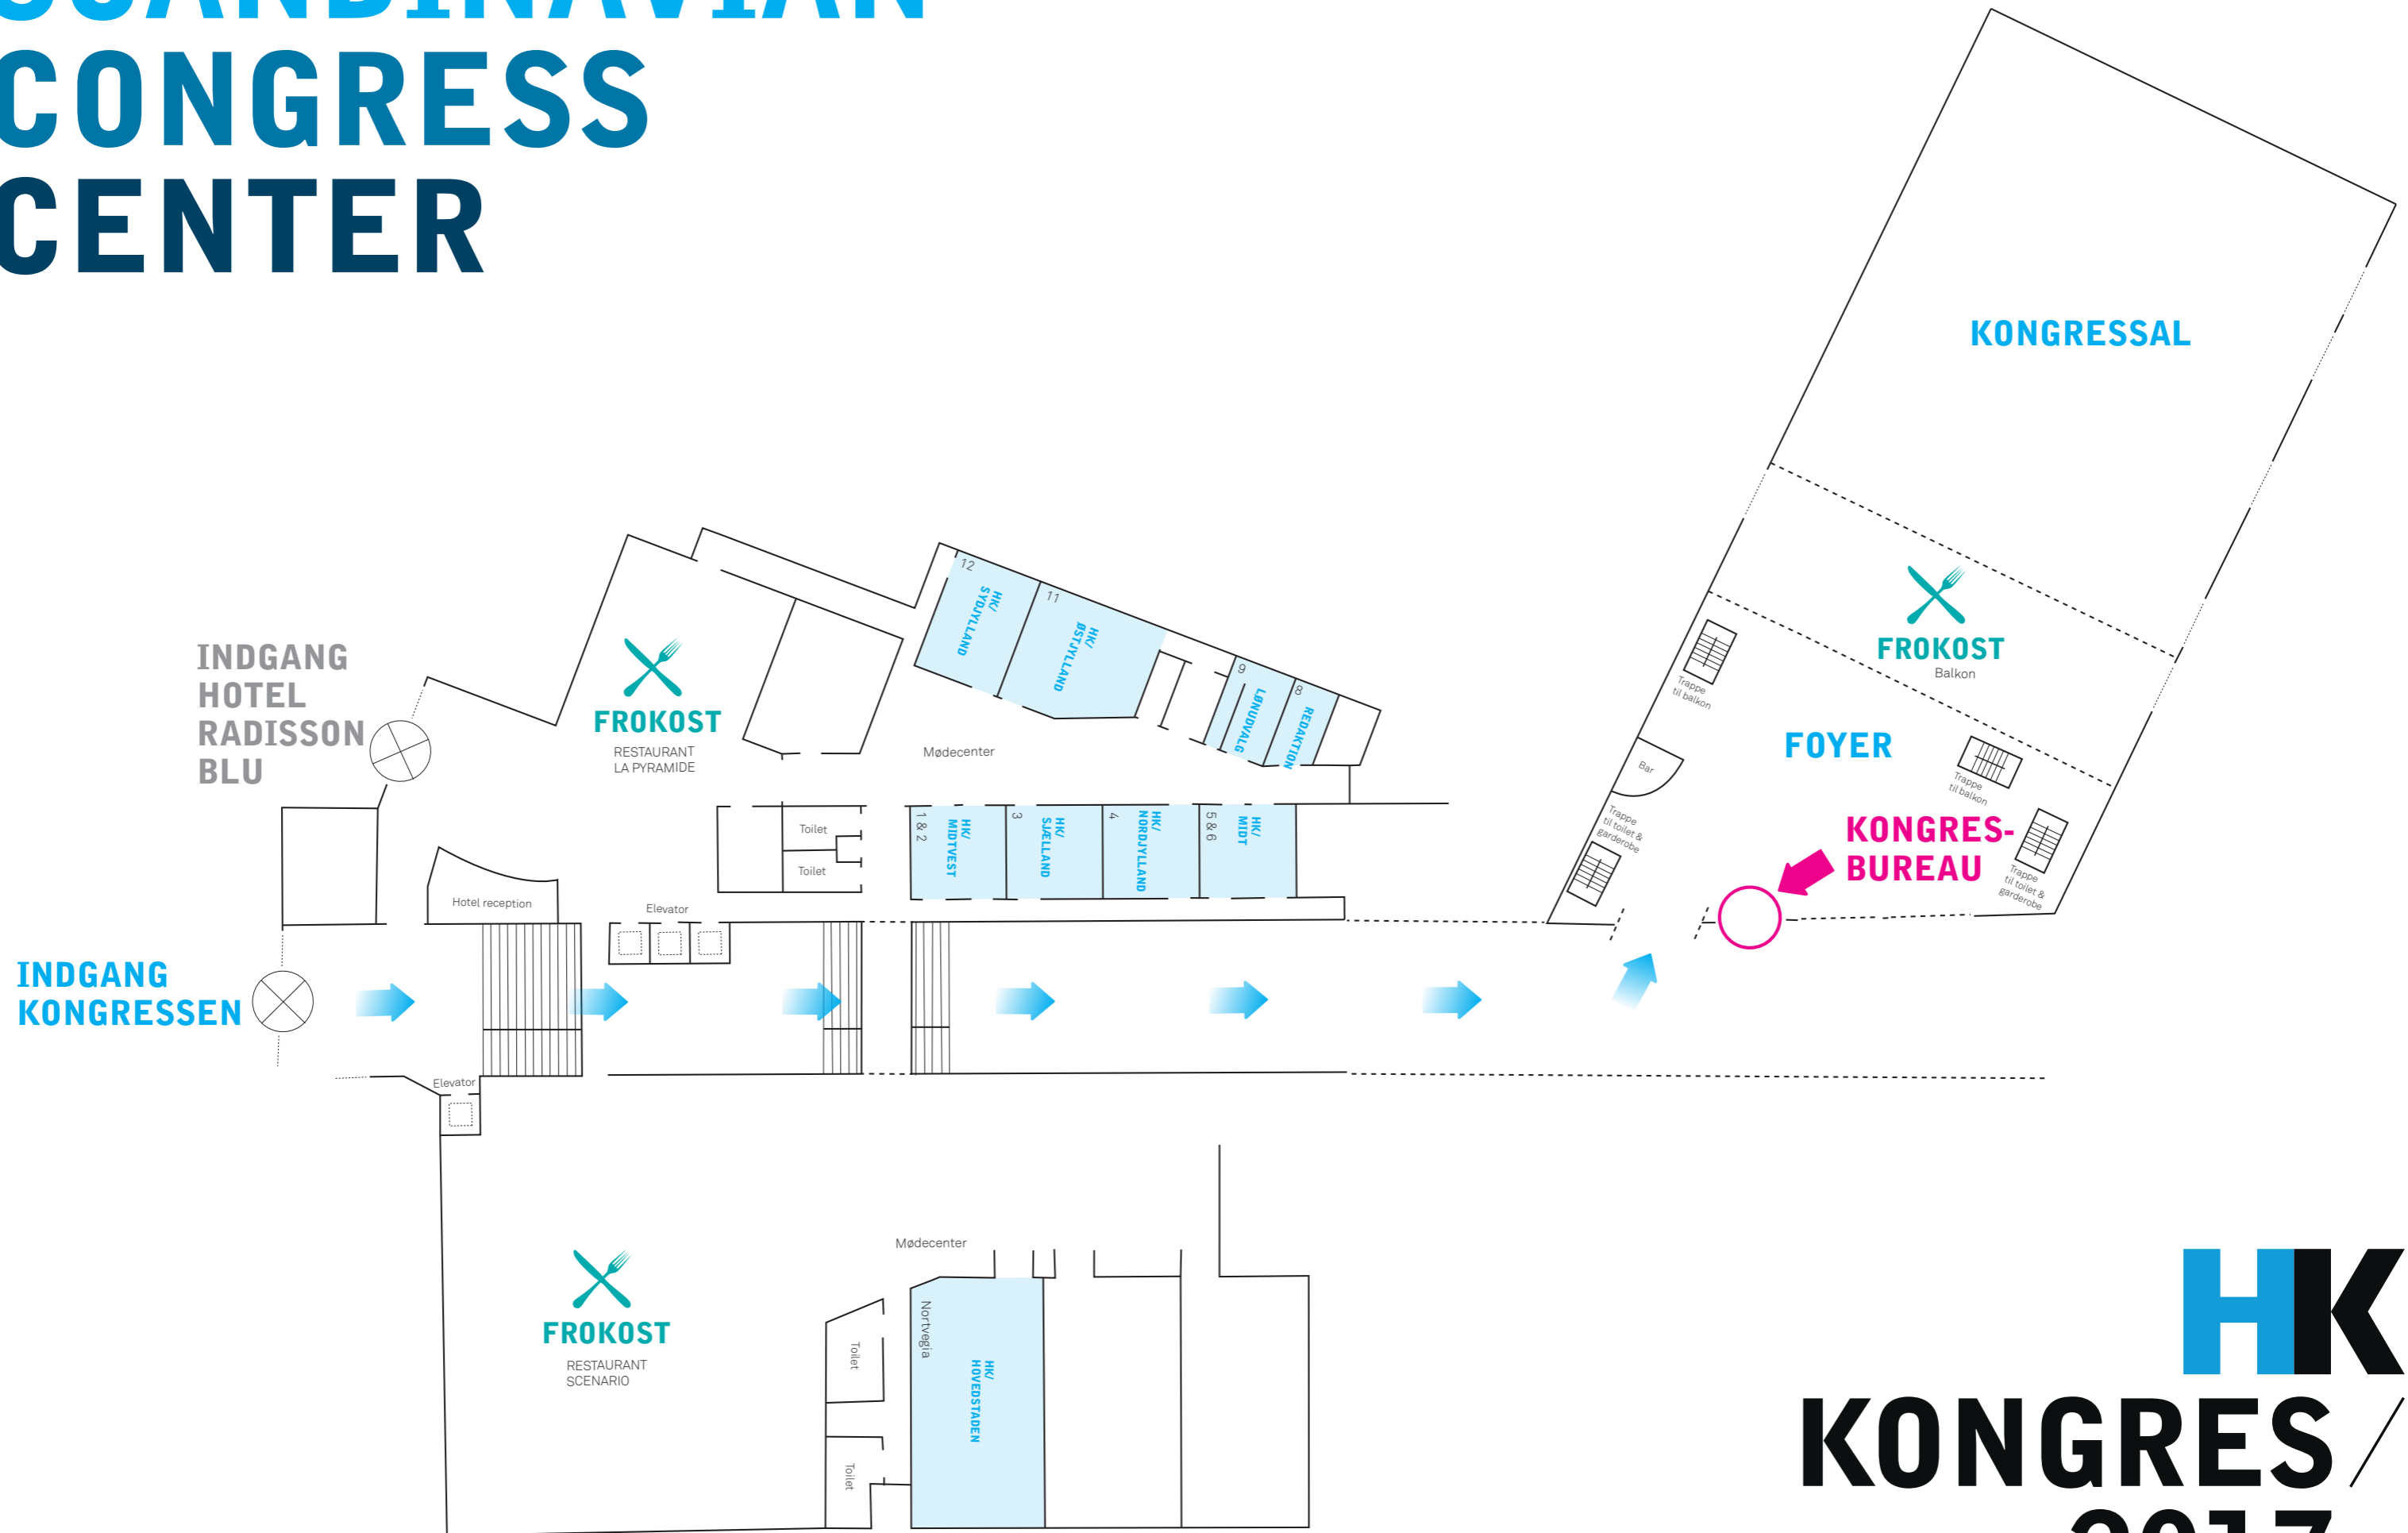 SCANDINAVIAN
CONGRESS
CENTER
KONGRESSAL
FROKOST
Balkon
Trappe
til balkon
FOYER
Bar
Trappe
til balkon
Trappe
til toilet &
garderobe
KONGRES-
BUREAU
Trappe
til toilet &
garderobe
12
HK/
SYDJYLLAND
11
HK/
ØSTJYLLAND
9
LØNUDVALG
8
REDAKTION
INDGANG
HOTEL
RADISSON
BLU
FROKOST
RESTAURANT
LA PYRAMIDE
Mødecenter
Toilet
Toilet
1 & 2
HK/
MIDTVEST
3
HK/
SJÆLLAND
4
HK/
NORDJYLLAND
5 & 6
HK/
MIDT
Hotel reception
Elevator
INDGANG
KONGRESSEN
Elevator
Mødecenter
FROKOST
RESTAURANT
SCENARIO
Toilet
Toilet
Nortvegia
HK/
HOVEDSTADEN
HK
KONGRES/
2017